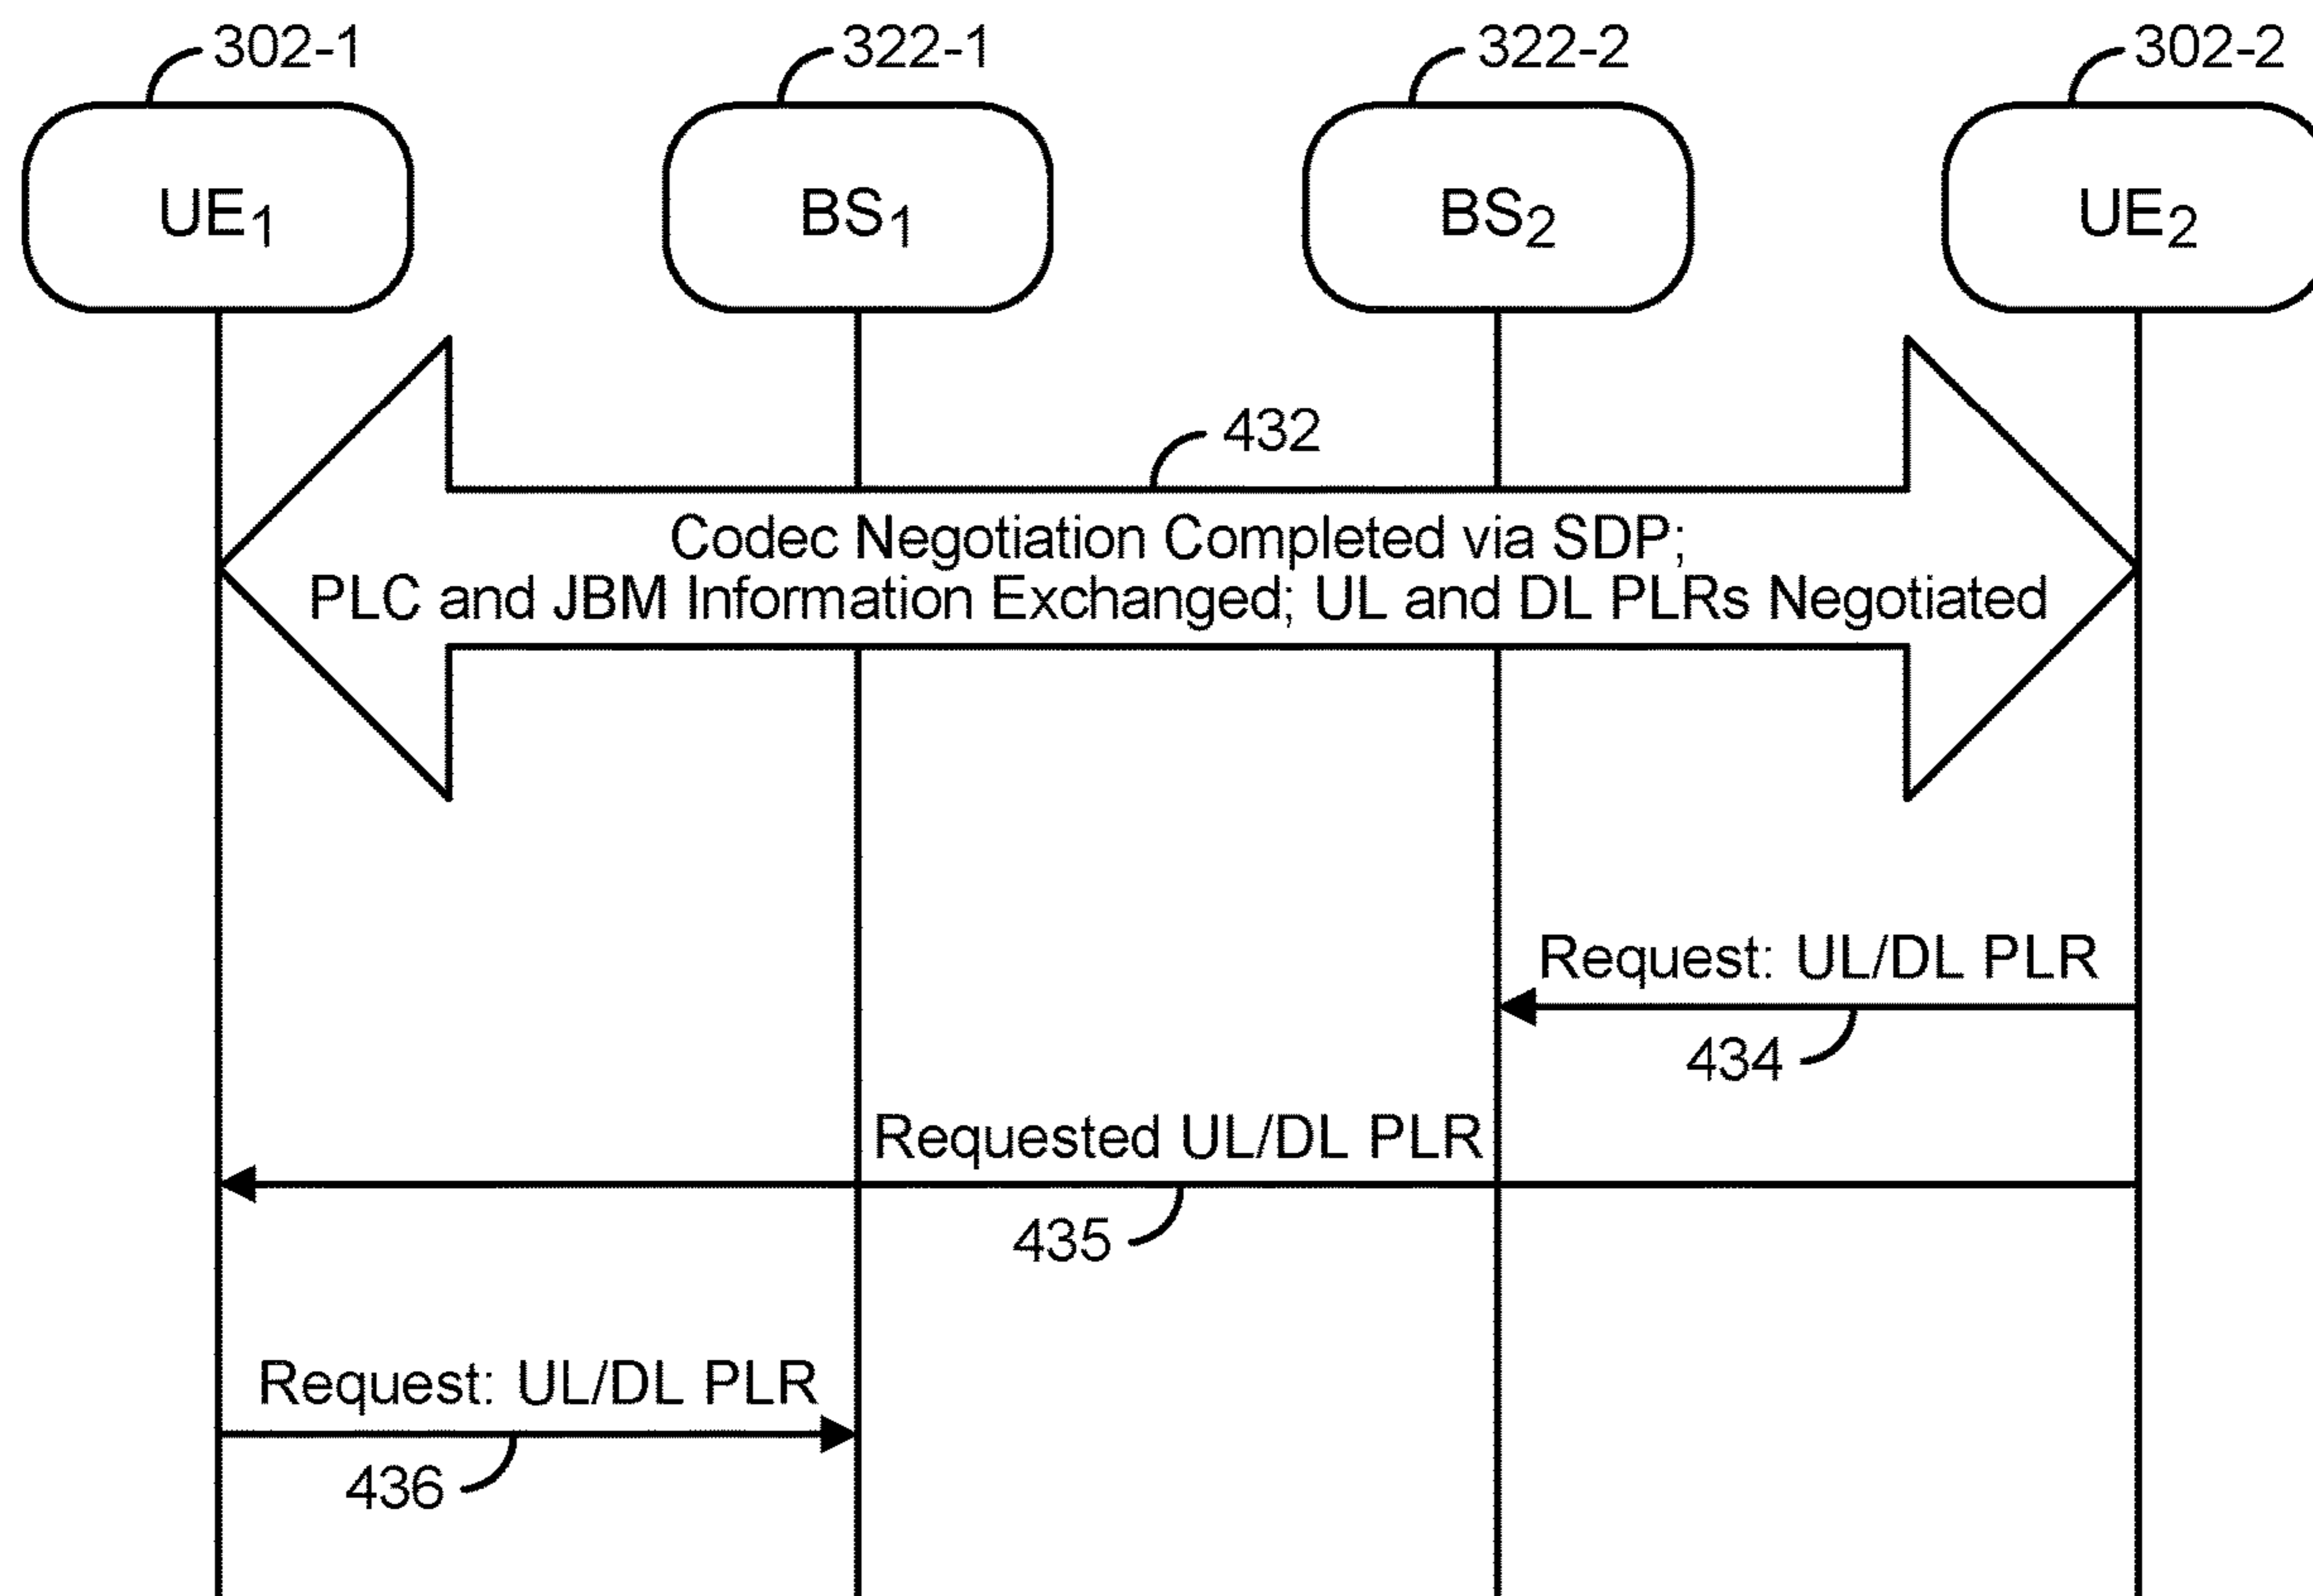 302-1
322-1
322-2
302-2
UE1
BS1
BS2
UE2
432
Codec Negotiation Completed via SDP;
PLC and JBM Information Exchanged; UL and DL PLRs Negotiated
Request: UL/DL PLR
434
Requested UL/DL PLR
435
Request: UL/DL PLR
436